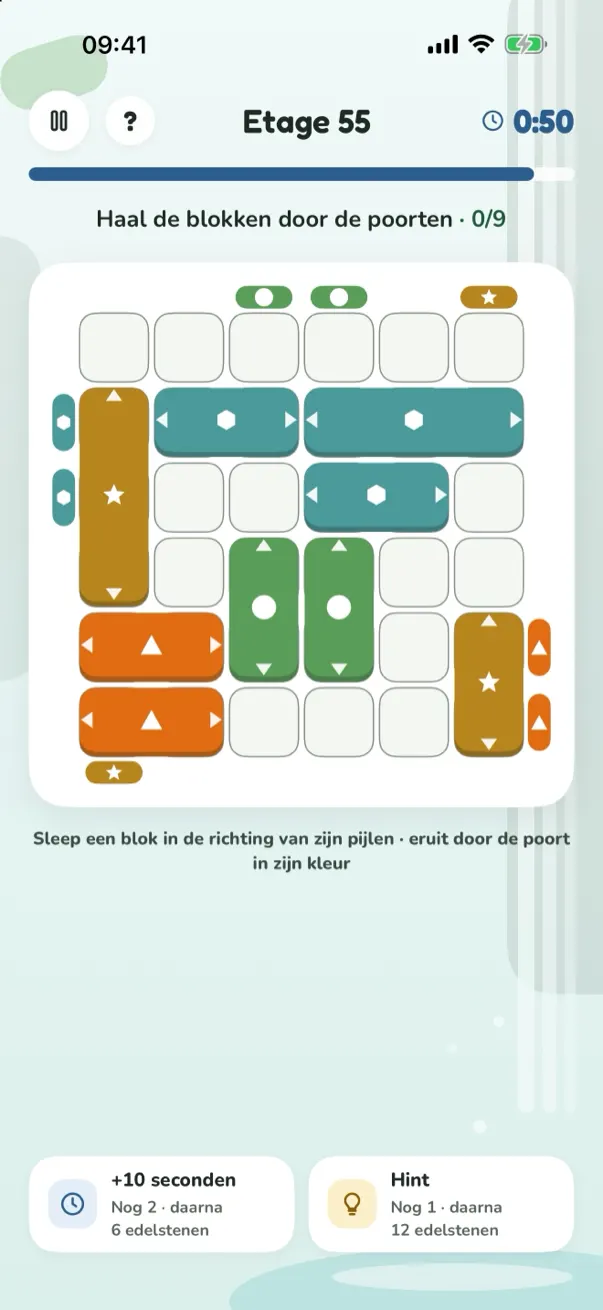 09:41
?
Etage 55
0:50
Haal de blokken door de poorten · 0/9
Sleep een blok in de richting van zijn pijlen · eruit door de poort
in zijn kleur
+10 seconden
Nog 2 · daarna
6 edelstenen
Hint
Nog 1 · daarna
12 edelstenen